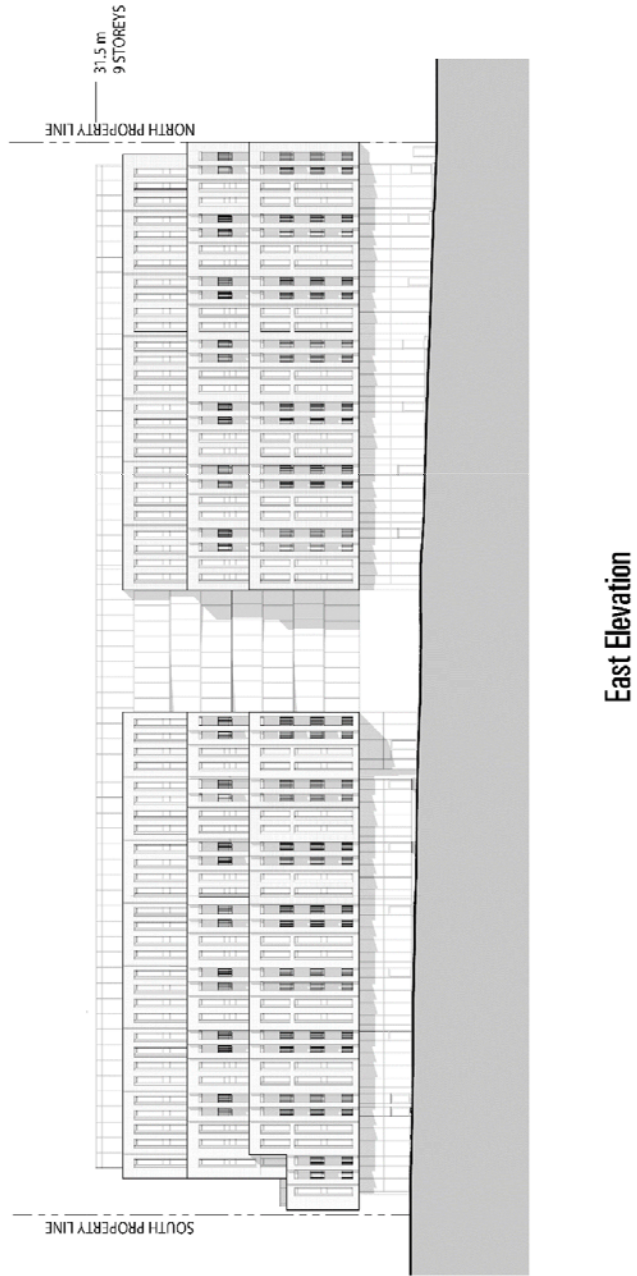 31.5 m
9 STOREYS
NORTH PROPERTY LINE
SOUTH PROPERTY LINE
East Elevation